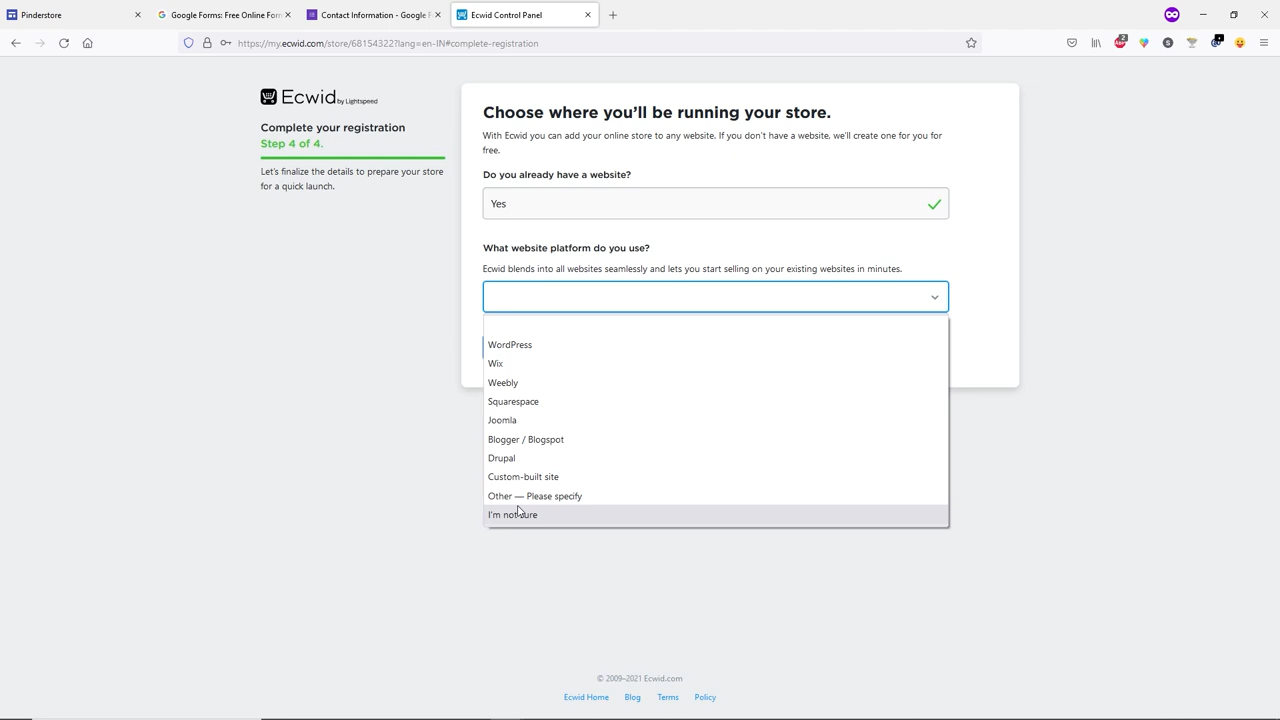 Pinderstore
Google Forms: Free Online Form
Contact Information - Google F
Ecwid Control Panel
https://my.ecwid.com/store/68154322?lang=en-IN#complete-registration
2
Ecwid by Lightspeed
Complete your registration
Step 4 of 4.
Let's finalize the details to prepare your store
for a quick launch.
Choose where you'll be running your store.
With Ecwid you can add your online store to any website. If you don't have a website, we'll create one for you for
free.
Do you already have a website?
Yes
What website platform do you use?
Ecwid blends into all websites seamlessly and lets you start selling on your existing websites in minutes.
WordPress
Wix
Weebly
Squarespace
Joomla
Blogger / Blogspot
Drupal
Custom-built site
Other — Please specify
I'm not sure
© 2009–2021 Ecwid.com
Ecwid Home Blog Terms Policy